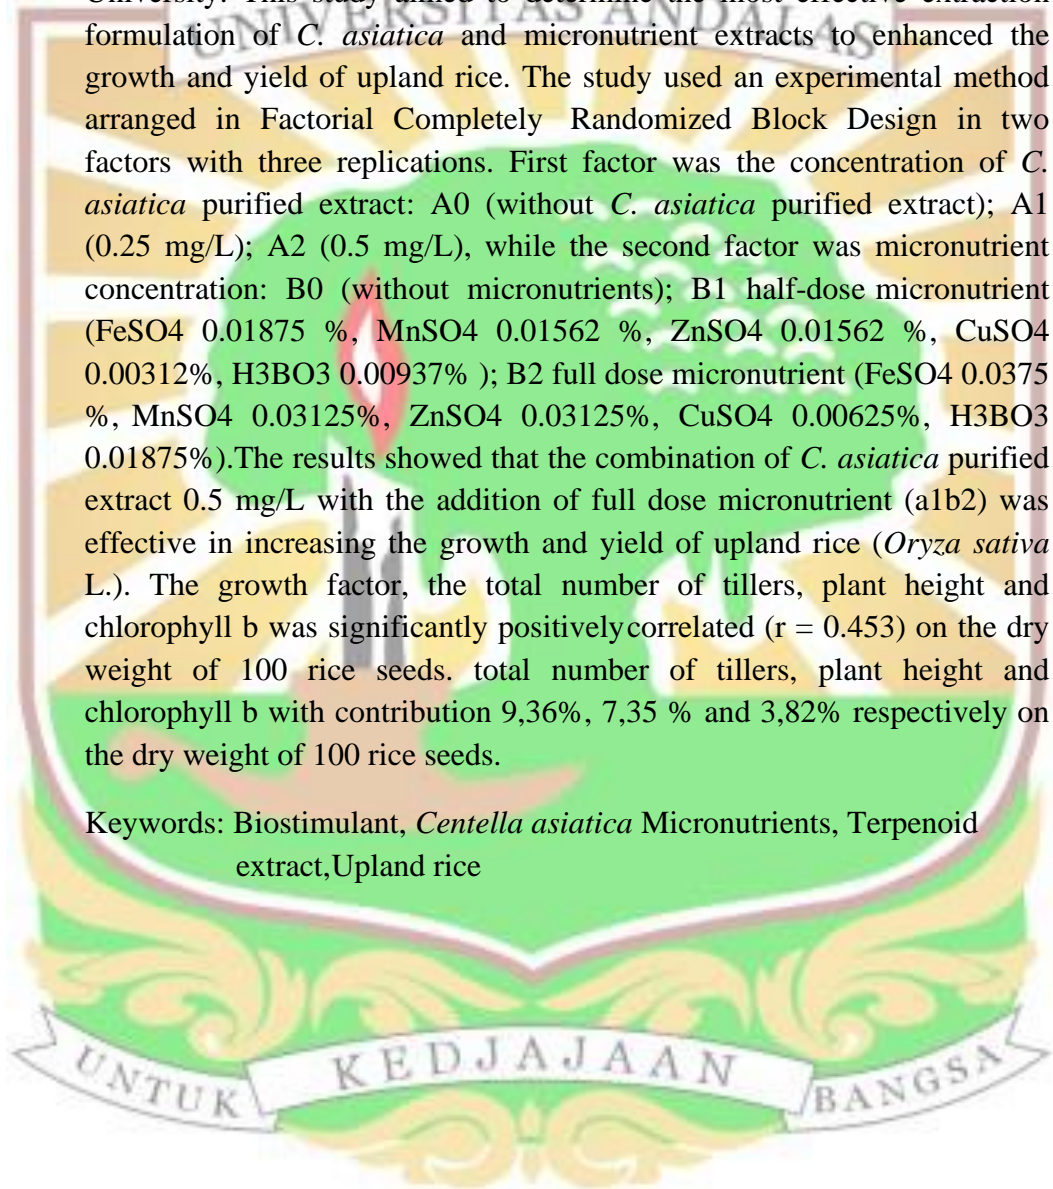 University. This study aimed to determine the most effective extraction
UNIVERSITAS ANDALAS
formulation of C. asiatica and micronutrient extracts to enhanced the
growth and yield of upland rice. The study used an experimental method
arranged in Factorial Completely Randomized Block Design in two
factors with three replications. First factor was the concentration of C.
asiatica purified extract: A0 (without C. asiatica purified extract); A1
(0.25 mg/L); A2 (0.5 mg/L), while the second factor was micronutrient
concentration: B0 (without micronutrients); B1 half-dose micronutrient
(FeSO4 0.01875 %, MnSO4 0.01562 %, ZnSO4 0.01562 %, CuSO4
0.00312%, H3BO3 0.00937% ); B2 full dose micronutrient (FeSO4 0.0375
%, MnSO4 0.03125%, ZnSO4 0.03125%, CuSO4 0.00625%, H3BO3
0.01875%).The results showed that the combination of C. asiatica purified
extract 0.5 mg/L with the addition of full dose micronutrient (a1b2) was
effective in increasing the growth and yield of upland rice (Oryza sativa
L.). The growth factor, the total number of tillers, plant height and
chlorophyll b was significantly positivelycorrelated (r = 0.453) on the dry
weight of 100 rice seeds. total number of tillers, plant height and
chlorophyll b with contribution 9,36%, 7,35 % and 3,82% respectively on
the dry weight of 100 rice seeds.
Keywords: Biostimulant, Centella asiatica Micronutrients, Terpenoid
extract,Upland rice
UNTUK KEDJAJAAN BANGSA